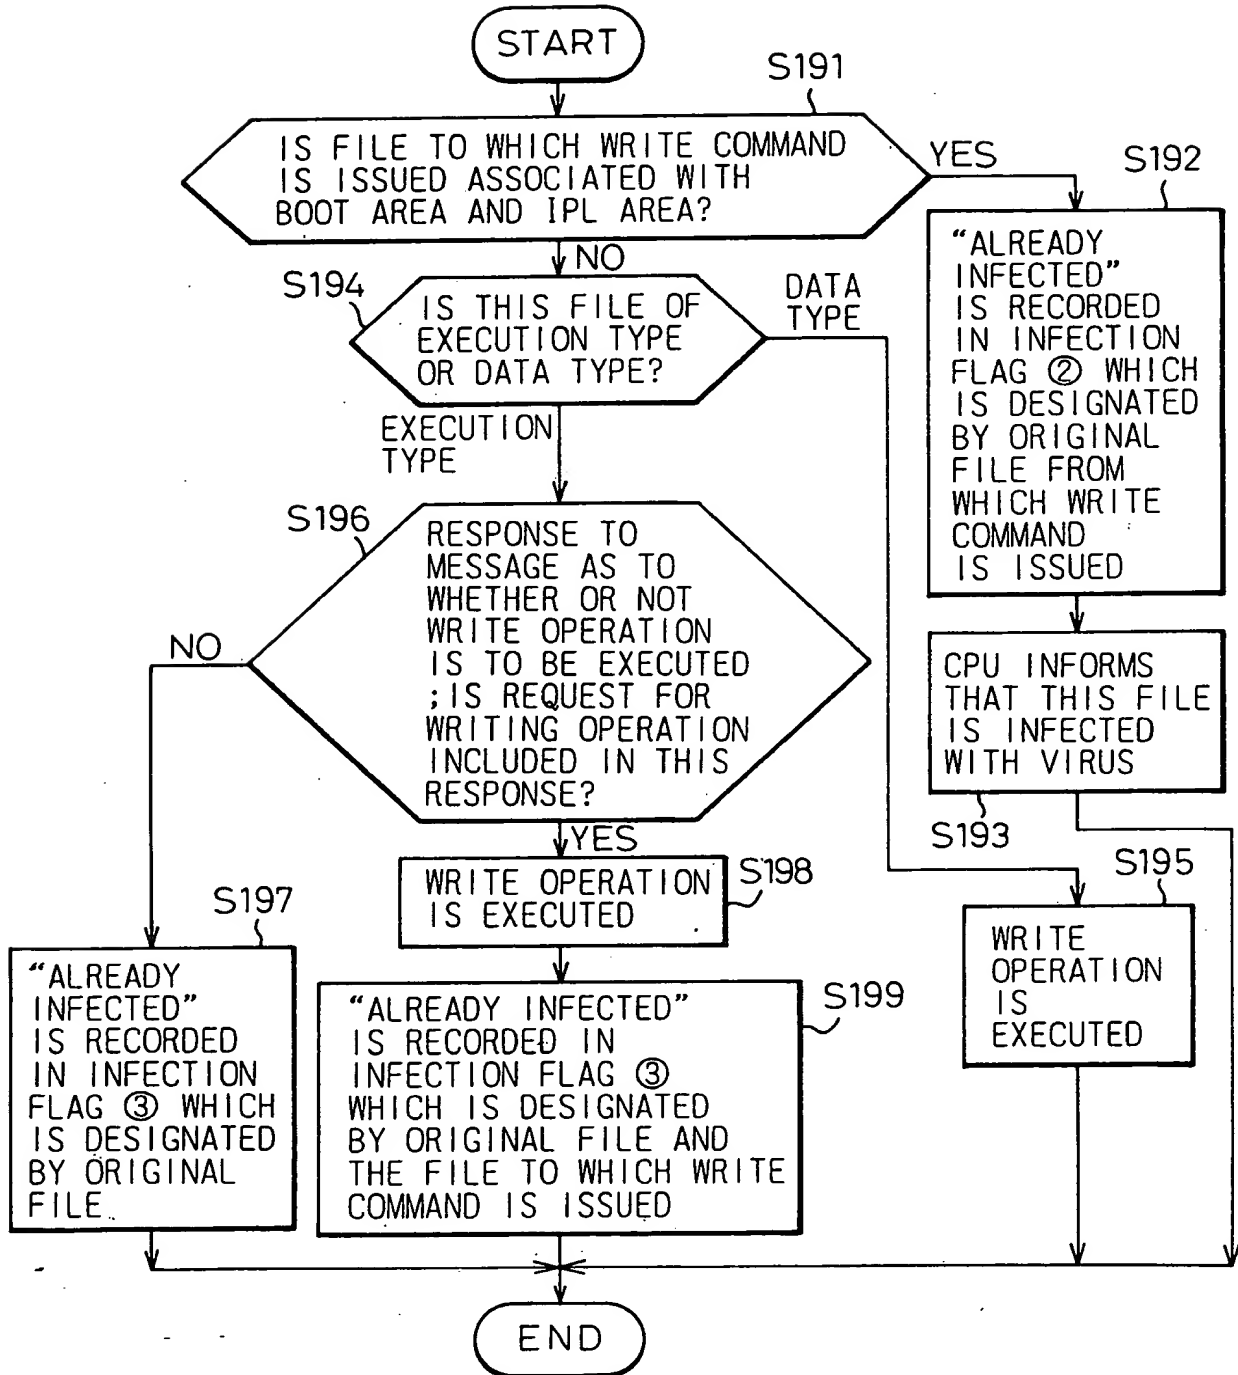 START
S191
IS FILE TO WHICH WRITE COMMAND
IS ISSUED ASSOCIATED WITH
BOOT AREA AND IPL AREA?
YES
S192
"ALREADY
INFECTED"
IS RECORDED
IN INFECTION
FLAG ② WHICH
IS DESIGNATED
BY ORIGINAL
FILE FROM
WHICH WRITE
COMMAND
IS ISSUED
NO
S194
IS THIS FILE OF
EXECUTION TYPE
OR DATA TYPE?
DATA
TYPE
EXECUTION
TYPE
S196
RESPONSE TO
MESSAGE AS TO
WHETHER OR NOT
WRITE OPERATION
IS TO BE EXECUTED
;IS REQUEST FOR
WRITING OPERATION
INCLUDED IN THIS
RESPONSE?
NO
CPU INFORMS
THAT THIS FILE
IS INFECTED
WITH VIRUS
S193
YES
WRITE OPERATION
IS EXECUTED
S198
S195
WRITE
OPERATION
IS
EXECUTED
S197
"ALREADY
INFECTED"
IS RECORDED
IN INFECTION
FLAG ③ WHICH
IS DESIGNATED
BY ORIGINAL
FILE
"ALREADY INFECTED"
IS RECORDED IN
INFECTION FLAG ③
WHICH IS DESIGNATED
BY ORIGINAL FILE AND
THE FILE TO WHICH WRITE
COMMAND IS ISSUED
S199
END